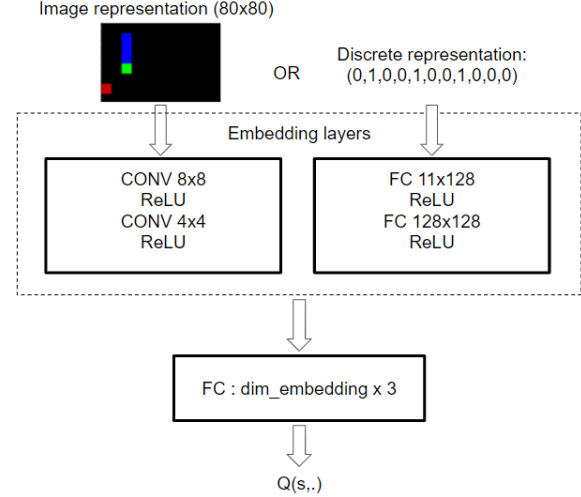 Image representation (80x80)
OR
Discrete representation:
(0,1,0,0,1,0,0,1,0,0,0)
Embedding layers
CONV 8x8
ReLU
CONV 4x4
ReLU
FC 11x128
ReLU
FC 128x128
ReLU
FC : dim_embedding x 3
Q(s,.)